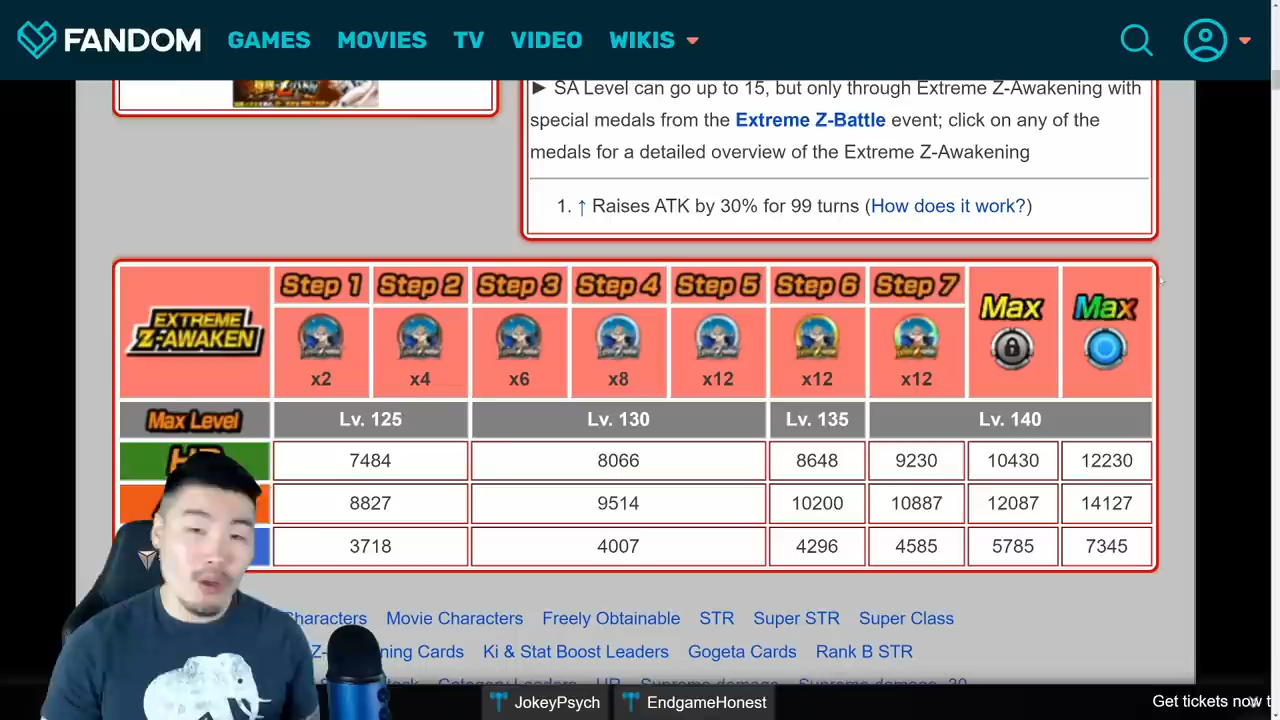 FANDOM GAMES MOVIES TV VIDEO WIKIS
► SA Level can go up to 15, but only through Extreme Z-Awakening with
special medals from the Extreme Z-Battle event; click on any of the
medals for a detailed overview of the Extreme Z-Awakening
1. ↑ Raises ATK by 30% for 99 turns (How does it work?)
EXTREME Z-AWAKEN Step 1 Step 2 Step 3 Step 4 Step 5 Step 6 Step 7 Max Max
x2 x4 x6 x8 x12 x12 x12
Max Level Lv. 125 Lv. 130 Lv. 135 Lv. 140
HP 7484 8066 8648 9230 10430 12230
8827 9514 10200 10887 12087 14127
3718 4007 4296 4585 5785 7345
Characters Movie Characters Freely Obtainable STR Super STR Super Class
Cards Ki & Stat Boost Leaders Gogeta Cards Rank B STR
JokeyPsych EndgameHonest Get tickets now